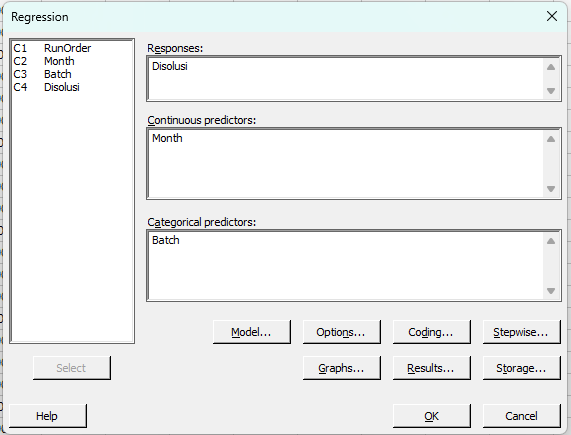 Regression
C1 RunOrder
C2 Month
C3 Batch
C4 Disolusi
Responses:
Disolusi
Continuous predictors:
Month
Categorical predictors:
Batch
Model... Options... Coding... Stepwise...
Select Graphs... Results... Storage...
Help OK Cancel